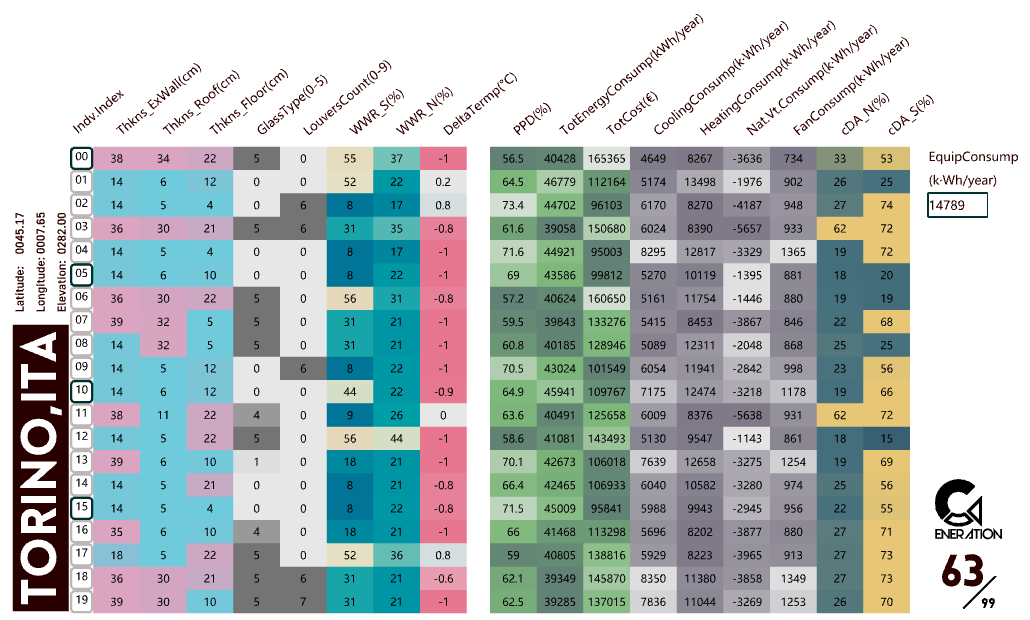 Indv.Index Thkns_ExWall(cm) Thkns_Roof(cm) Thkns_Floor(cm) GlassType(0-5) LouversCount(0-9) WWR_S(%) WWR_N(%) DeltaTermp(°C) PPD(%) TotEnergyConsump(kWh/year) TotCost(€) CoolingConsump(k·Wh/year) HeatingConsump(k·Wh/year) Nat.Vt.Consump(k·Wh/year) FanConsump(k·Wh/year) cDA_N(%) cDA_S(%)
00 38 34 22 5 0 55 37 -1 56.5 40428 165365 4649 8267 -3636 734 33 53
01 14 6 12 0 0 52 22 0.2 64.5 46779 112164 5174 13498 -1976 902 26 25
02 14 5 4 0 6 8 17 0.8 73.4 44702 96103 6170 8270 -4187 948 27 74
03 36 30 21 5 6 31 35 -0.8 61.6 39058 150680 6024 8390 -5657 933 62 72
04 14 5 4 0 0 8 17 -1 71.6 44921 95003 8295 12817 -3329 1365 19 72
05 14 6 10 0 0 8 22 -1 69 43586 99812 5270 10119 -1395 881 18 20
06 36 30 22 5 0 56 31 -0.8 57.2 40624 160650 5161 11754 -1446 880 19 19
07 39 32 5 5 0 31 21 -1 59.5 39843 133276 5415 8453 -3867 846 22 68
08 14 32 5 5 0 31 21 -1 60.8 40185 128946 5089 12311 -2048 868 25 25
09 14 5 12 0 6 8 22 -1 70.5 43024 101549 6054 11941 -2842 998 23 56
10 14 6 12 0 0 44 22 -0.9 64.9 45941 109767 7175 12474 -3218 1178 19 66
11 38 11 22 4 0 9 26 0 63.6 40491 125658 6009 8376 -5638 931 62 72
12 14 5 22 5 0 56 44 -1 58.6 41081 143493 5130 9547 -1143 861 18 15
13 39 6 10 1 0 18 21 -1 70.1 42673 106018 7639 12658 -3275 1254 19 69
14 14 5 21 0 0 8 21 -0.8 66.4 42465 106933 6040 10582 -3280 974 25 56
15 14 5 4 0 0 8 22 -0.8 71.5 45009 95841 5988 9943 -2945 956 22 55
16 35 6 10 4 0 18 21 -1 66 41468 113298 5696 8202 -3877 880 27 71
17 18 5 22 5 0 52 36 0.8 59 40805 138816 5929 8223 -3965 913 27 73
18 36 30 21 5 6 31 21 -0.6 62.1 39349 145870 8350 11380 -3858 1349 27 73
19 39 30 10 5 7 31 21 -1 62.5 39285 137015 7836 11044 -3269 1253 26 70
EquipConsump
(k·Wh/year)
14789
Latitude: 0045.17
Longitude: 0007.65
Elevation: 0282.00
TORINO,ITA
ENERATION
63/99